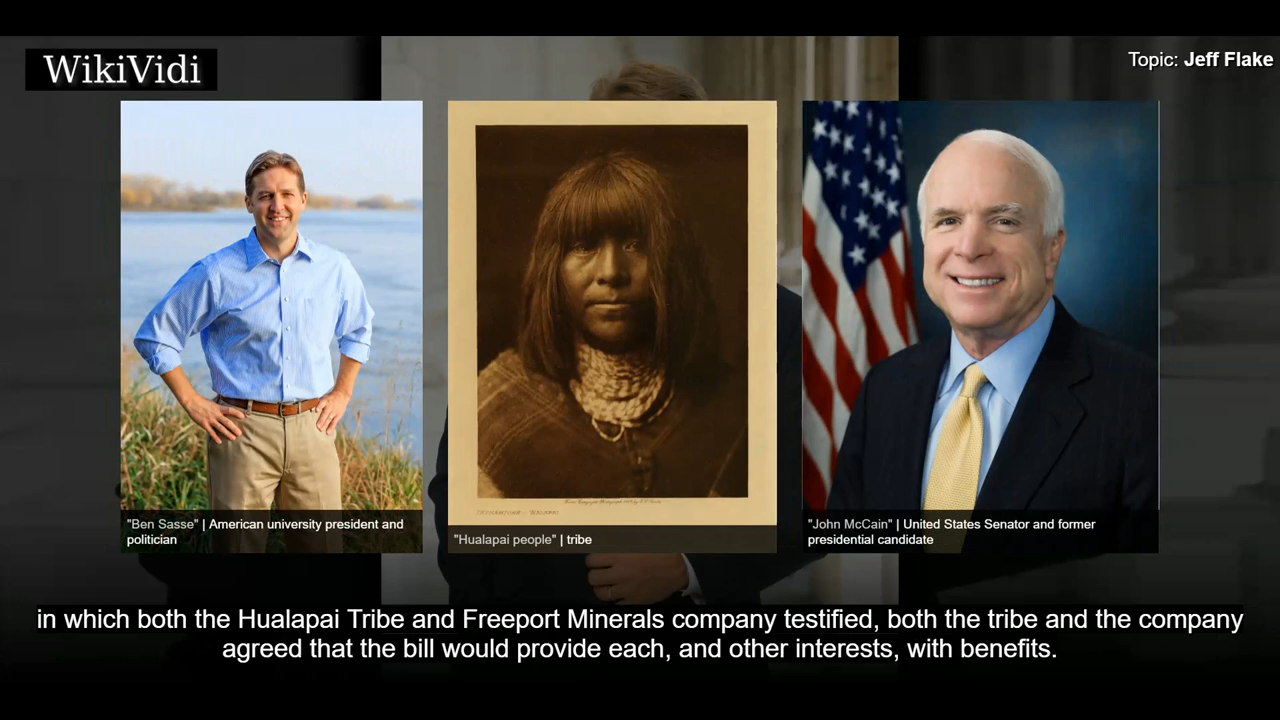 WikiVidi
Topic: Jeff Flake
"Ben Sasse" | American university president and
politician
"Hualapai people" | tribe
"John McCain" | United States Senator and former
presidential candidate
in which both the Hualapai Tribe and Freeport Minerals company testified, both the tribe and the company
agreed that the bill would provide each, and other interests, with benefits.